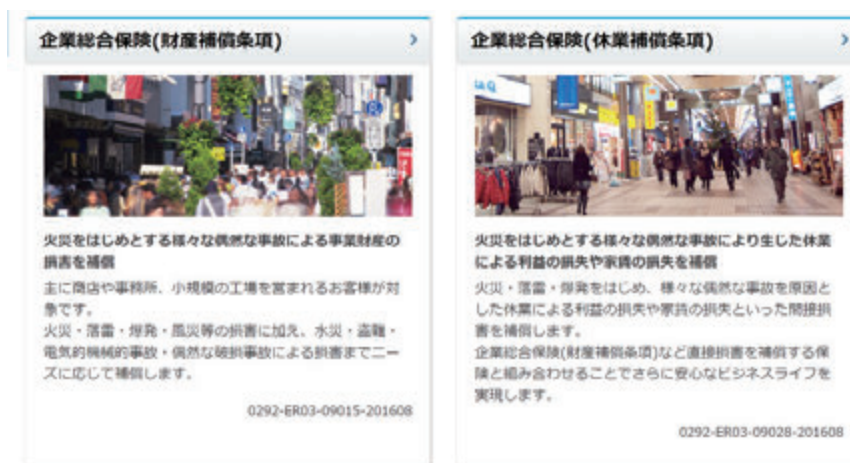 企業総合保険(財産補償条項)
火災をはじめとする様々な偶然な事故による事業財産の
損害を補償
主に商店や事務所、小規模の工場を営まれるお客様が対
象です。
火災・落雷・爆発・風災等の損害に加え、水災・盗難・
電気的機械的事故・偶然な破損事故による損害までニー
ズに応じて補償します。
0292-ER03-09015-201608
企業総合保険(休業補償条項)
火災をはじめとする様々な偶然な事故により生じた休業
による利益の損失や家賃の損失を補償
火災・落雷・爆発をはじめ、様々な偶然な事故を原因と
した休業による利益の損失や家賃の損失といった間接損
害を補償します。
企業総合保険(財産補償条項)など直接損害を補償する保
険と組み合わせることでさらに安心なビジネスライフを
実現します。
0292-ER03-09028-201608